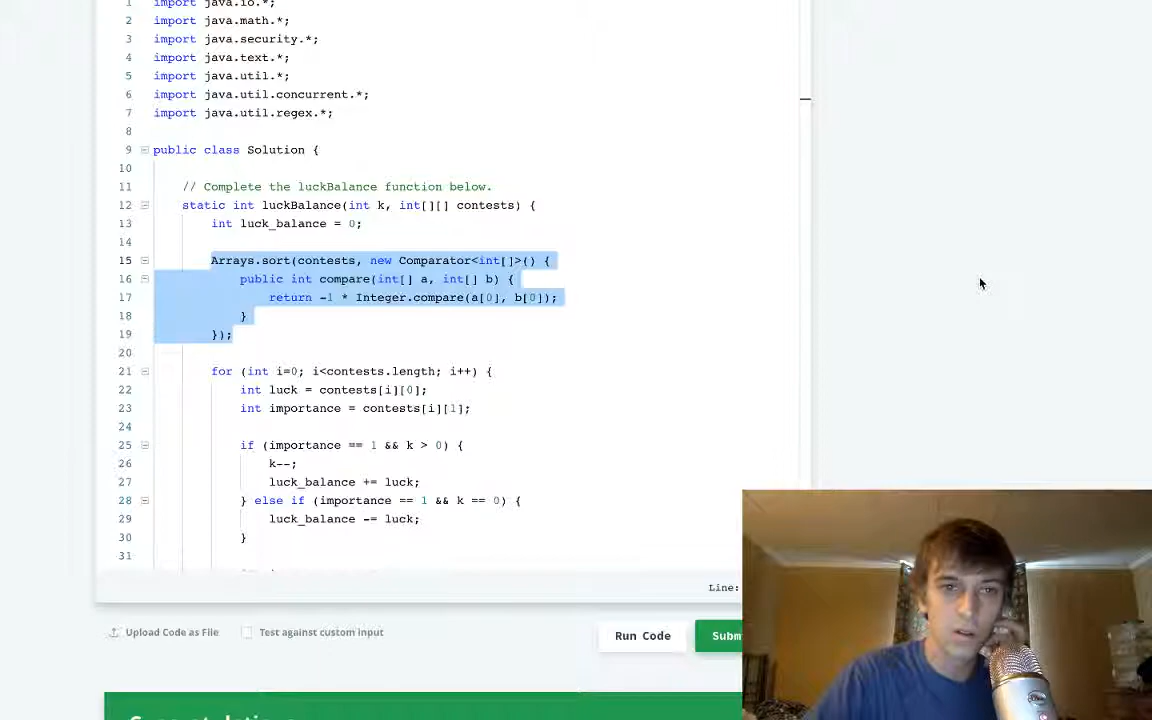 1 import java.io.*;
2 import java.math.*;
3 import java.security.*;
4 import java.text.*;
5 import java.util.*;
6 import java.util.concurrent.*;
7 import java.util.regex.*;
8
9 public class Solution {
10
11 // Complete the luckBalance function below.
12 static int luckBalance(int k, int[][] contests) {
13 int luck_balance = 0;
14
15 Arrays.sort(contests, new Comparator<int[]>() {
16 public int compare(int[] a, int[] b) {
17 return -1 * Integer.compare(a[0], b[0]);
18 }
19 });
20
21 for (int i=0; i<contests.length; i++) {
22 int luck = contests[i][0];
23 int importance = contests[i][1];
24
25 if (importance == 1 && k > 0) {
26 k--;
27 luck_balance += luck;
28 } else if (importance == 1 && k == 0) {
29 luck_balance -= luck;
30 }
31
Line:
Upload Code as File
Test against custom input
Run Code